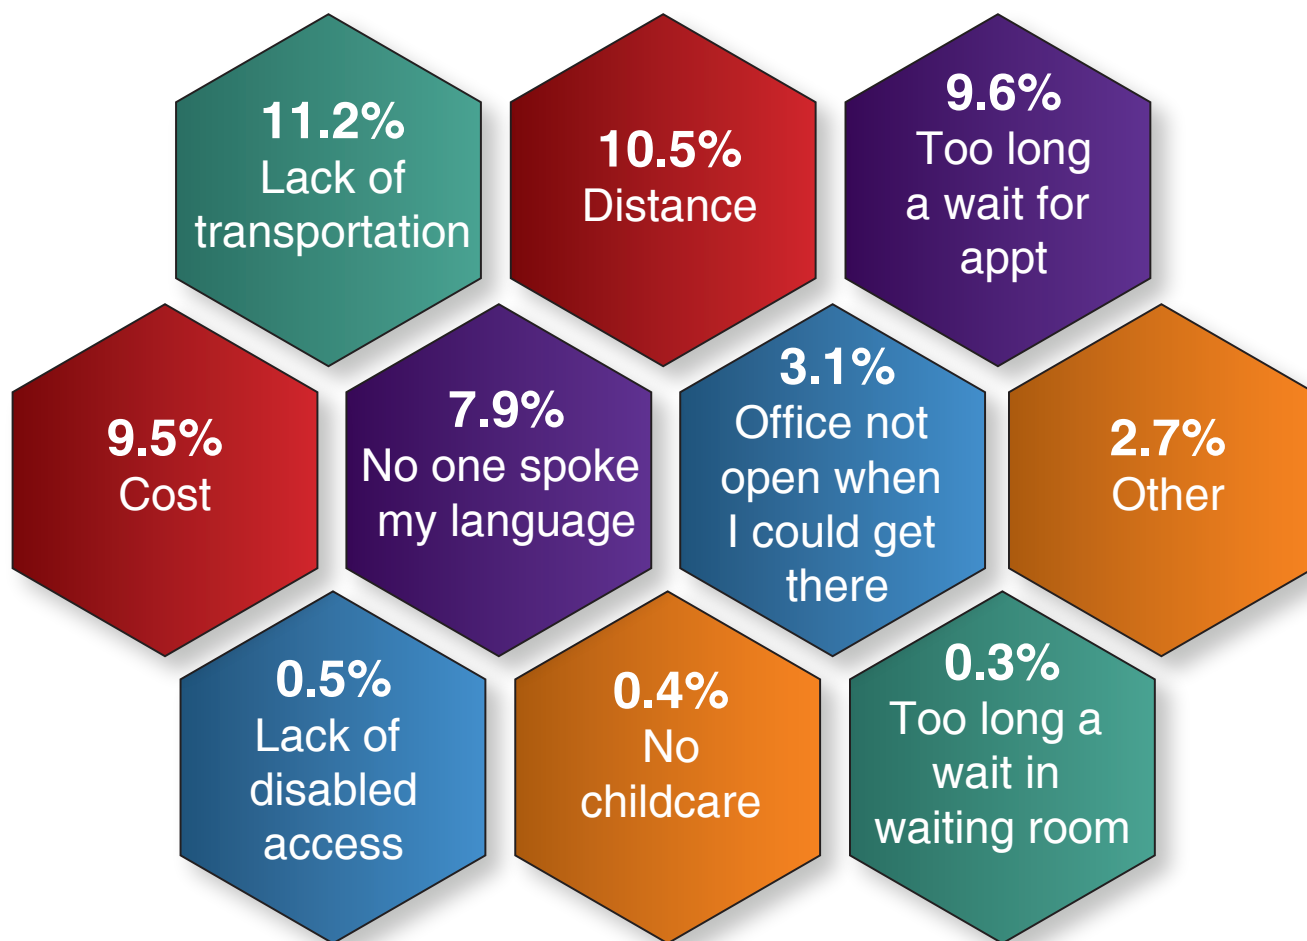 11.2%
Lack of
transportation
10.5%
Distance
9.6%
Too long
a wait for
appt
9.5%
Cost
7.9%
No one spoke
my language
3.1%
Office not
open when
I could get
there
2.7%
Other
0.5%
Lack of
disabled
access
0.4%
No
childcare
0.3%
Too long a
wait in
waiting room